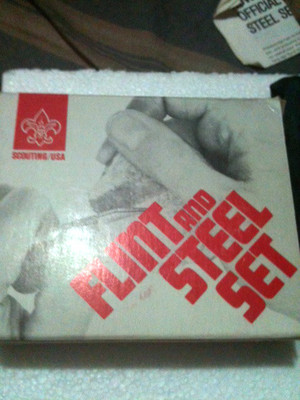 OFFICIAL
STEEL SE
SCOUTING/USA
FLINT AND
STEEL
SET